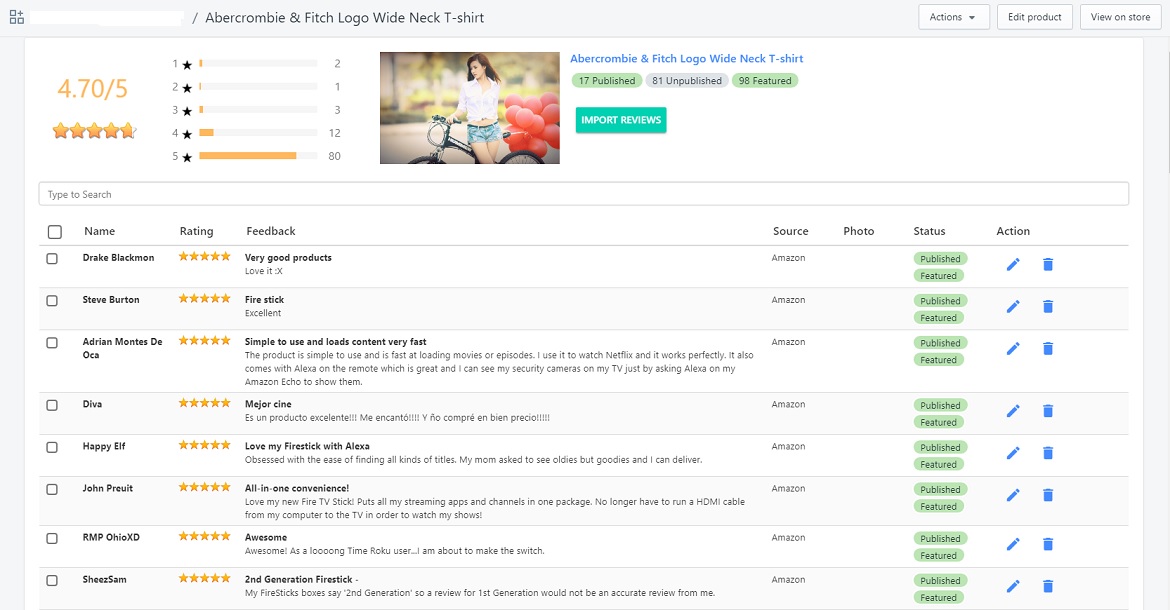 / Abercrombie & Fitch Logo Wide Neck T-shirt
Actions
Edit product
View on store
4.70/5
1 2
2 1
3 3
4 12
5 80
Abercrombie & Fitch Logo Wide Neck T-shirt
17 Published 81 Unpublished 98 Featured
IMPORT REVIEWS
Type to Search
Name Rating Feedback Source Photo Status Action
Drake Blackmon Very good products Amazon Published
Love it :X Featured
Steve Burton Fire stick Amazon Published
Excellent Featured
Adrian Montes De Simple to use and loads content very fast Amazon Published
Oca The product is simple to use and is fast at loading movies or episodes. I use it to watch Netflix and it works perfectly. It also Featured
comes with Alexa on the remote which is great and I can see my security cameras on my TV just by asking Alexa on my
Amazon Echo to show them.
Diva Mejor cine Amazon Published
Es un producto excelente!!! Me encantó!!!! Y ño compré en bien precio!!!!! Featured
Happy Elf Love my Firestick with Alexa Amazon Published
Obsessed with the ease of finding all kinds of titles. My mom asked to see oldies but goodies and I can deliver. Featured
John Preuit All-in-one convenience! Amazon Published
Love my new Fire TV Stick! Puts all my streaming apps and channels in one package. No longer have to run a HDMI cable Featured
from my computer to the TV in order to watch my shows!
RMP OhioXD Awesome Amazon Published
Awesome! As a loooong Time Roku user...I am about to make the switch. Featured
SheezSam 2nd Generation Firestick - Amazon Published
My FireSticks boxes say '2nd Generation' so a review for 1st Generation would not be an accurate review from me. Featured